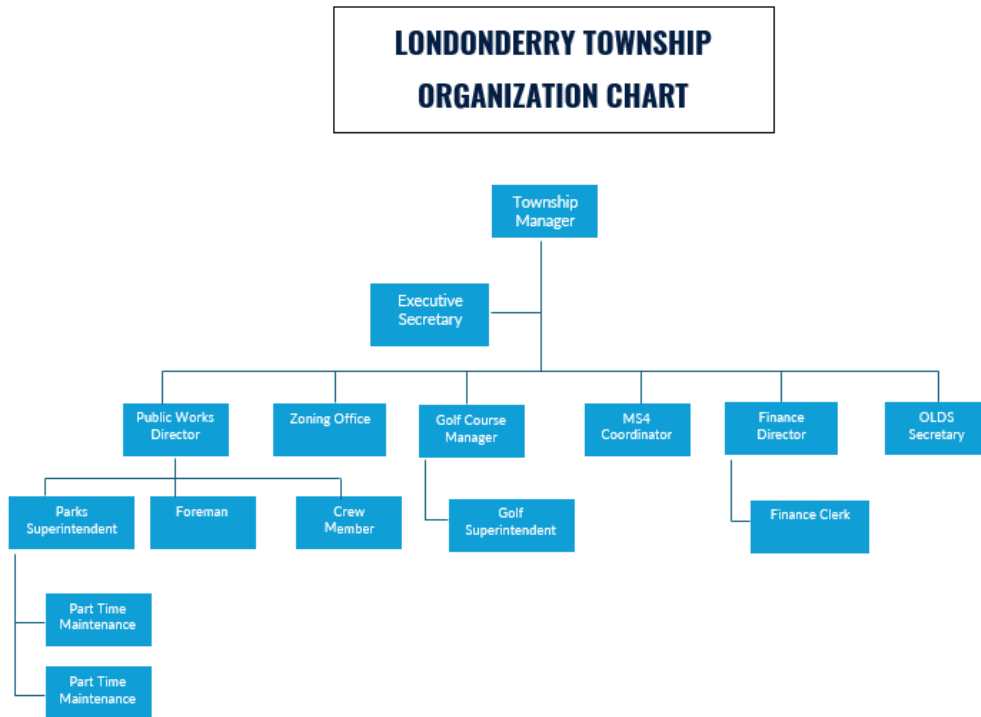 LONDONDERRY TOWNSHIP
ORGANIZATION CHART
Township
Manager
Executive
Secretary
Public Works
Director
Zoning Office
Golf Course
Manager
MS4
Coordinator
Finance
Director
OLDS
Secretary
Parks
Superintendent
Foreman
Crew
Member
Golf
Superintendent
Finance Clerk
Part Time
Maintenance
Part Time
Maintenance